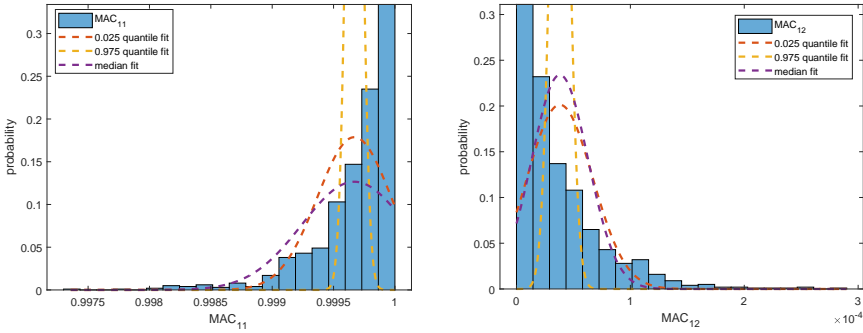 MAC11
0.025 quantile fit
0.975 quantile fit
median fit
probability
0.3
0.25
0.2
0.15
0.1
0.05
0
0.9975 0.998 0.9985 0.999 0.9995 1
MAC11
MAC12
0.025 quantile fit
0.975 quantile fit
median fit
probability
0.3
0.25
0.2
0.15
0.1
0.05
0
0 1 2 3
MAC12
×10-4